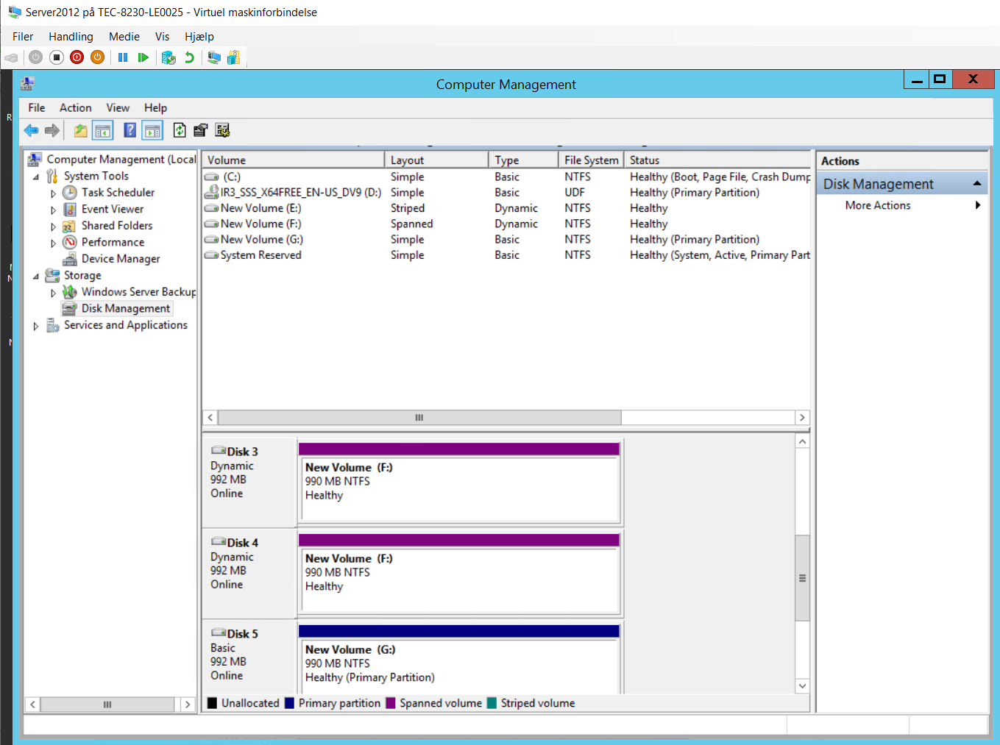 Server2012 på TEC-8230-LE0025 - Virtuel maskinforbindelse
Filer Handling Medie Vis Hjælp
Computer Management
File Action View Help
Computer Management (Local
System Tools
Task Scheduler
Event Viewer
Shared Folders
Performance
Device Manager
Storage
Windows Server Backup
Disk Management
Services and Applications
Volume Layout Type File System Status
(C:) Simple Basic NTFS Healthy (Boot, Page File, Crash Dump
IR3_SSS_X64FREE_EN-US_DV9 (D:) Simple Basic UDF Healthy (Primary Partition)
New Volume (E:) Striped Dynamic NTFS Healthy
New Volume (F:) Spanned Dynamic NTFS Healthy
New Volume (G:) Simple Basic NTFS Healthy (Primary Partition)
System Reserved Simple Basic NTFS Healthy (System, Active, Primary Part
Disk 3
Dynamic
992 MB
Online
New Volume (F:)
990 MB NTFS
Healthy
Disk 4
Dynamic
992 MB
Online
New Volume (F:)
990 MB NTFS
Healthy
Disk 5
Basic
992 MB
Online
New Volume (G:)
990 MB NTFS
Healthy (Primary Partition)
Unallocated Primary partition Spanned volume Striped volume
Actions
Disk Management
More Actions